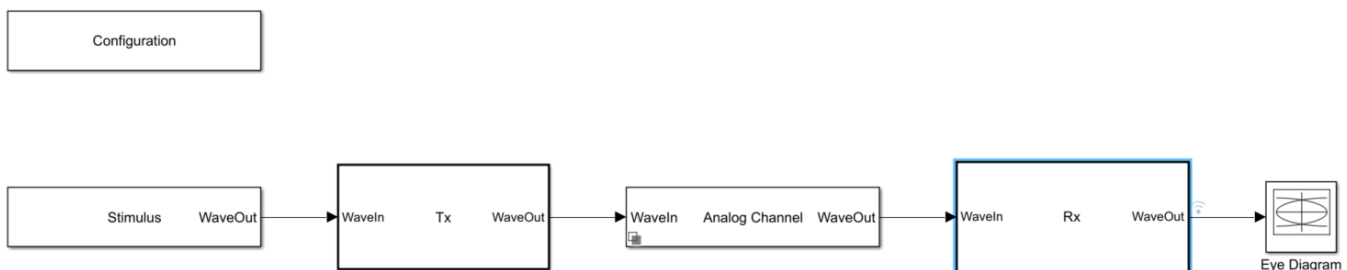 Configuration
Stimulus WaveOut WaveIn Tx WaveOut WaveIn Analog Channel WaveOut WaveIn Rx WaveOut
Eye Diagram